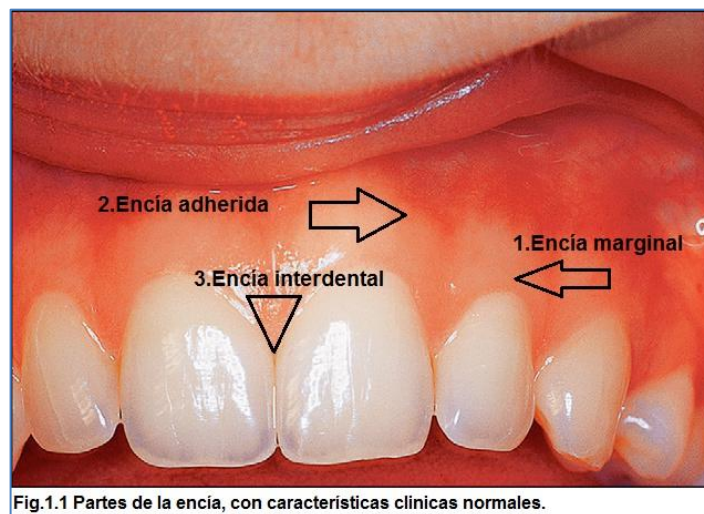 2.Encía adherida
1.Encía marginal
3.Encía interdental
Fig.1.1 Partes de la encía, con características clinicas normales.